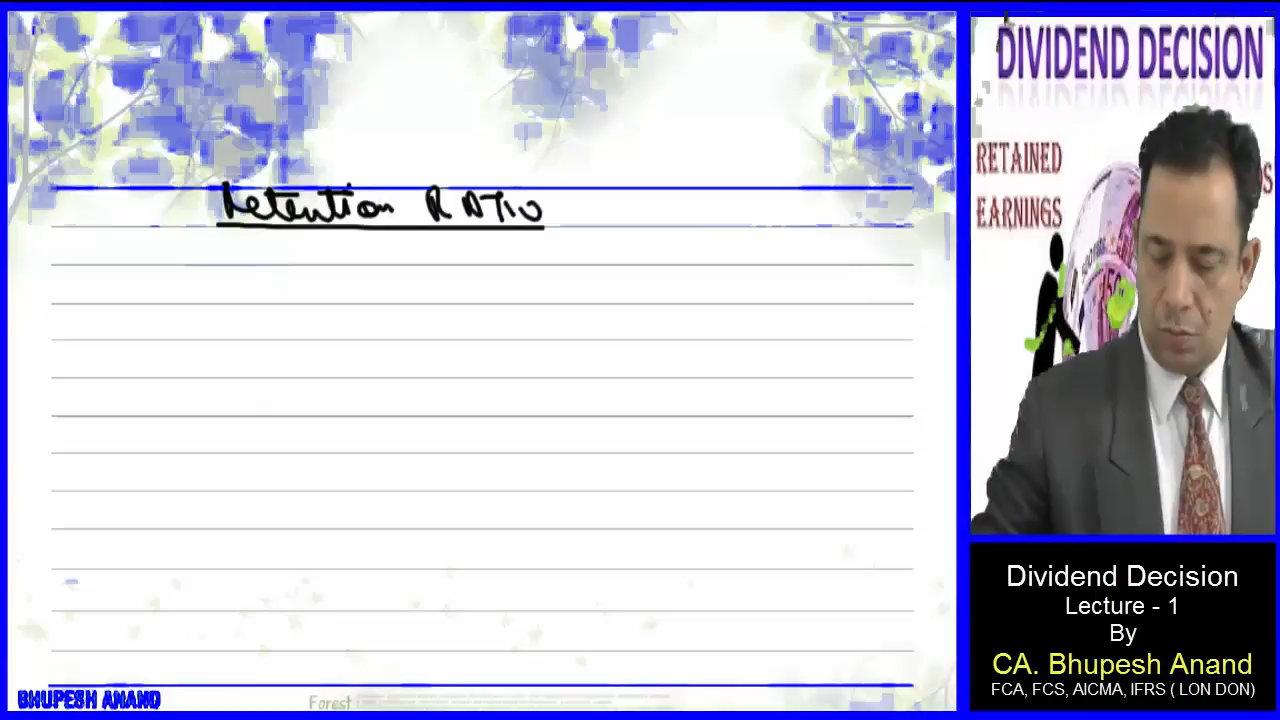 Retention RATIO
BHUPESH ANAND
Forest
DIVIDEND DECISION
RETAINED
EARNINGS
Dividend Decision
Lecture - 1
By
CA. Bhupesh Anand
FCA, FCS, AICMA, IFRS ( LON DON)